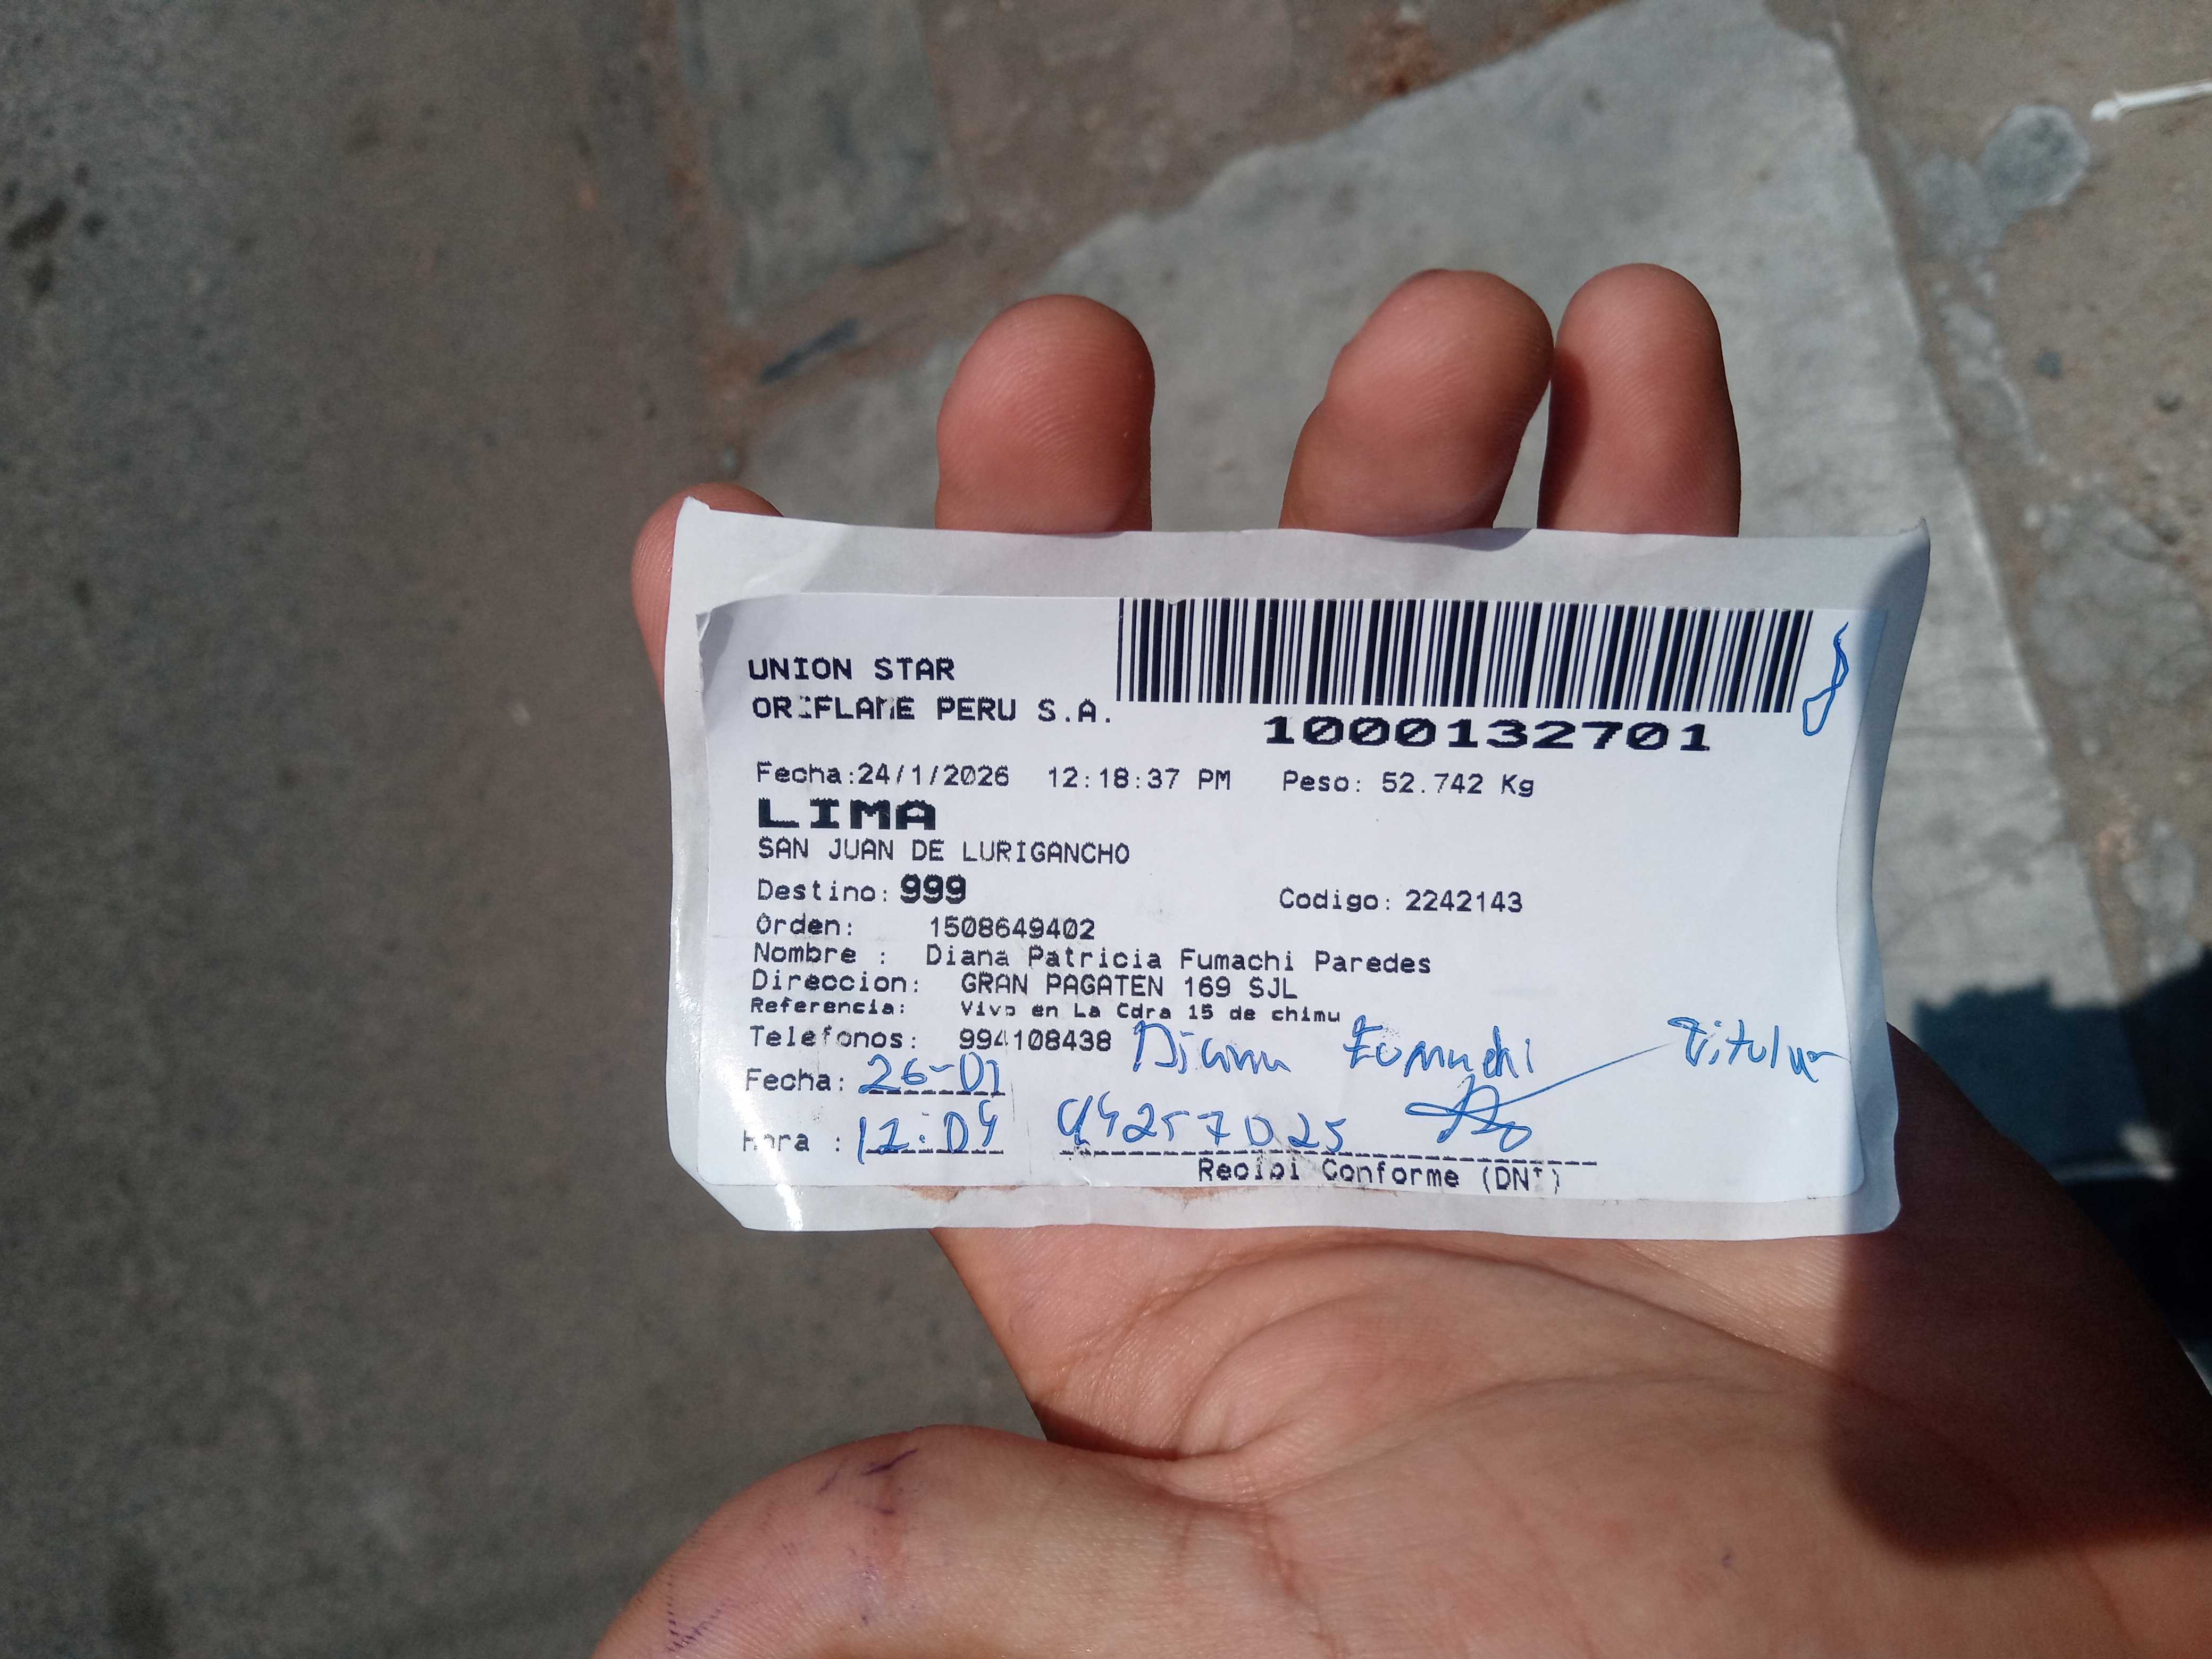 UNION STAR
ORIFLAME PERU S.A.
1000132701
Fecha:24/1/2026 12:18:37 PM Peso: 52.742 Kg
LIMA
SAN JUAN DE LURIGANCHO
Destino: 999 Codigo: 2242143
Orden: 1508649402
Nombre : Diana Patricia Fumachi Paredes
Direccion: GRAN PAGATEN 169 SJL
Referencia: Vivo en La Cdra 15 de chimu
Telefonos: 994108438 Diana Fumachi Titular
Fecha: 26-01
Hora : 12:04 44257025
Recibi Conforme (DNI)